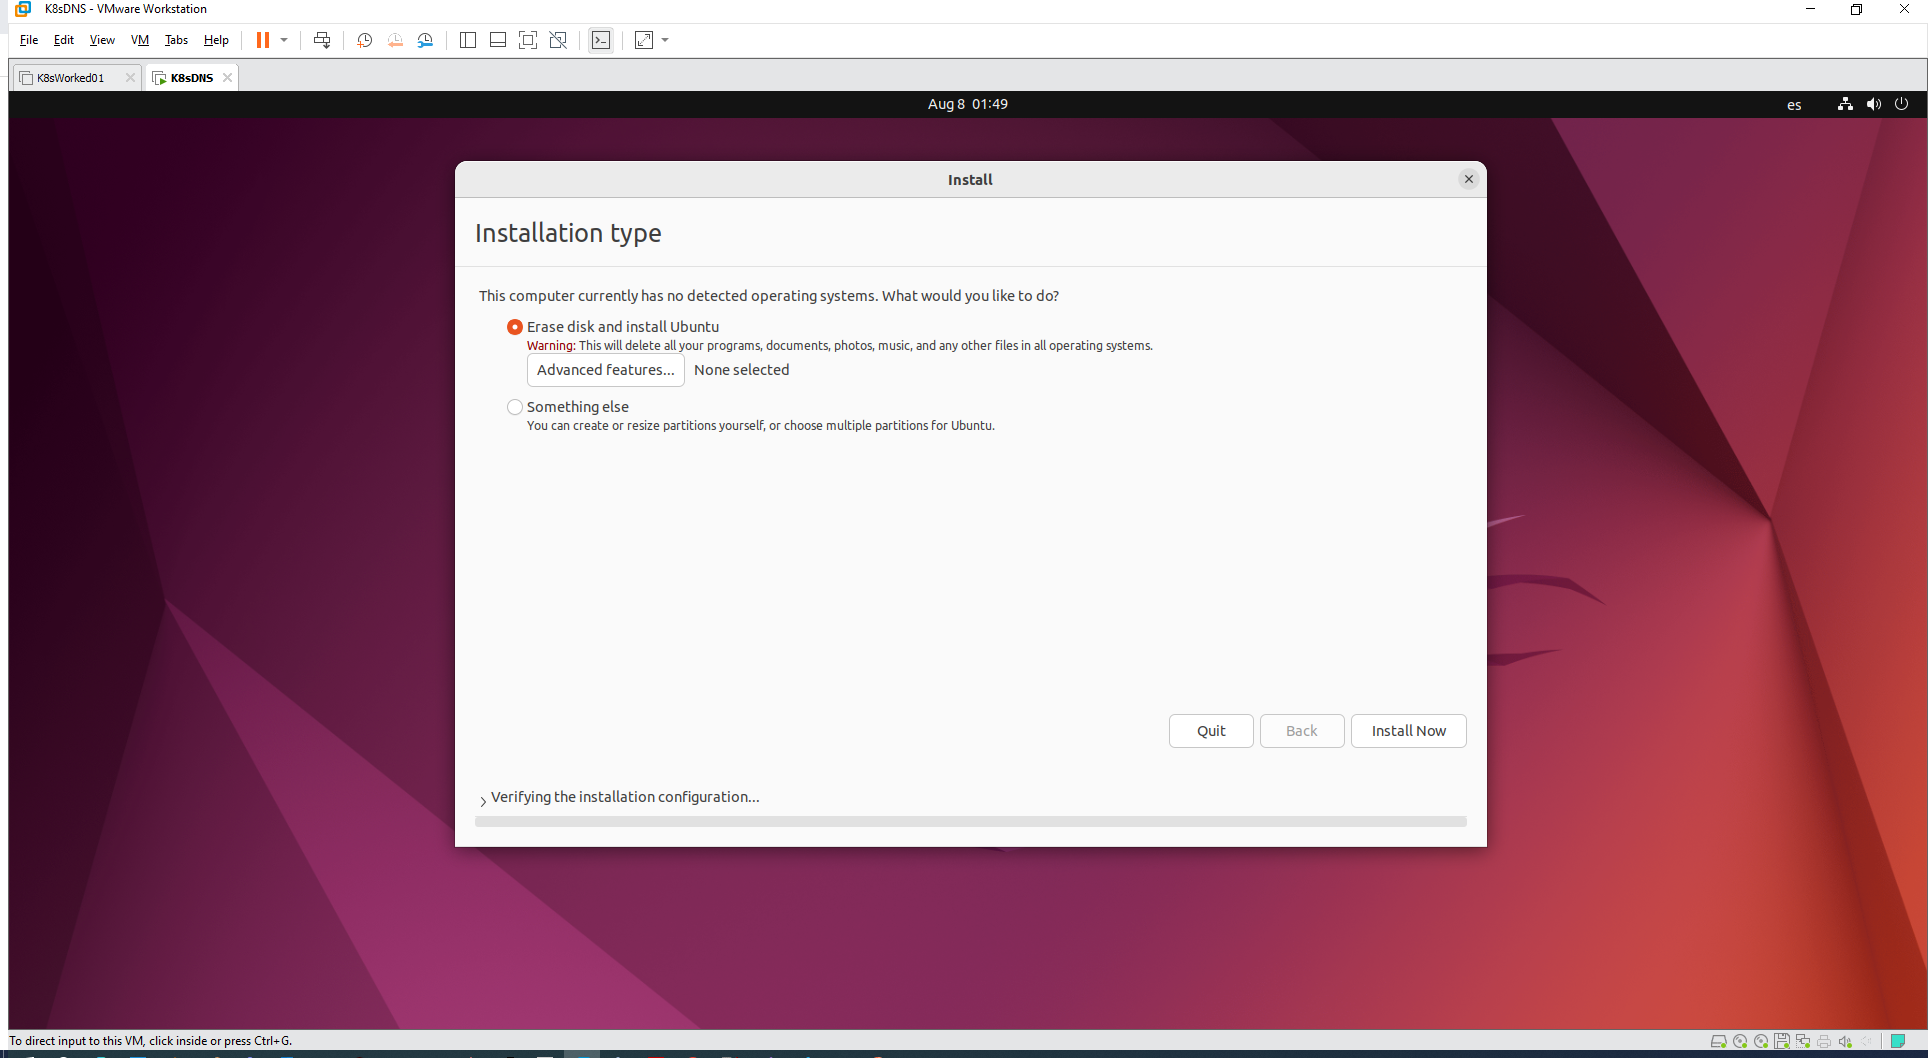 K8sDNS - VMware Workstation
File Edit View VM Tabs Help
K8sWorked01 K8sDNS
Aug 8 01:49 es
Install
Installation type
This computer currently has no detected operating systems. What would you like to do?
Erase disk and install Ubuntu
Warning: This will delete all your programs, documents, photos, music, and any other files in all operating systems.
Advanced features... None selected
Something else
You can create or resize partitions yourself, or choose multiple partitions for Ubuntu.
Quit Back Install Now
Verifying the installation configuration...
To direct input to this VM, click inside or press Ctrl+G.